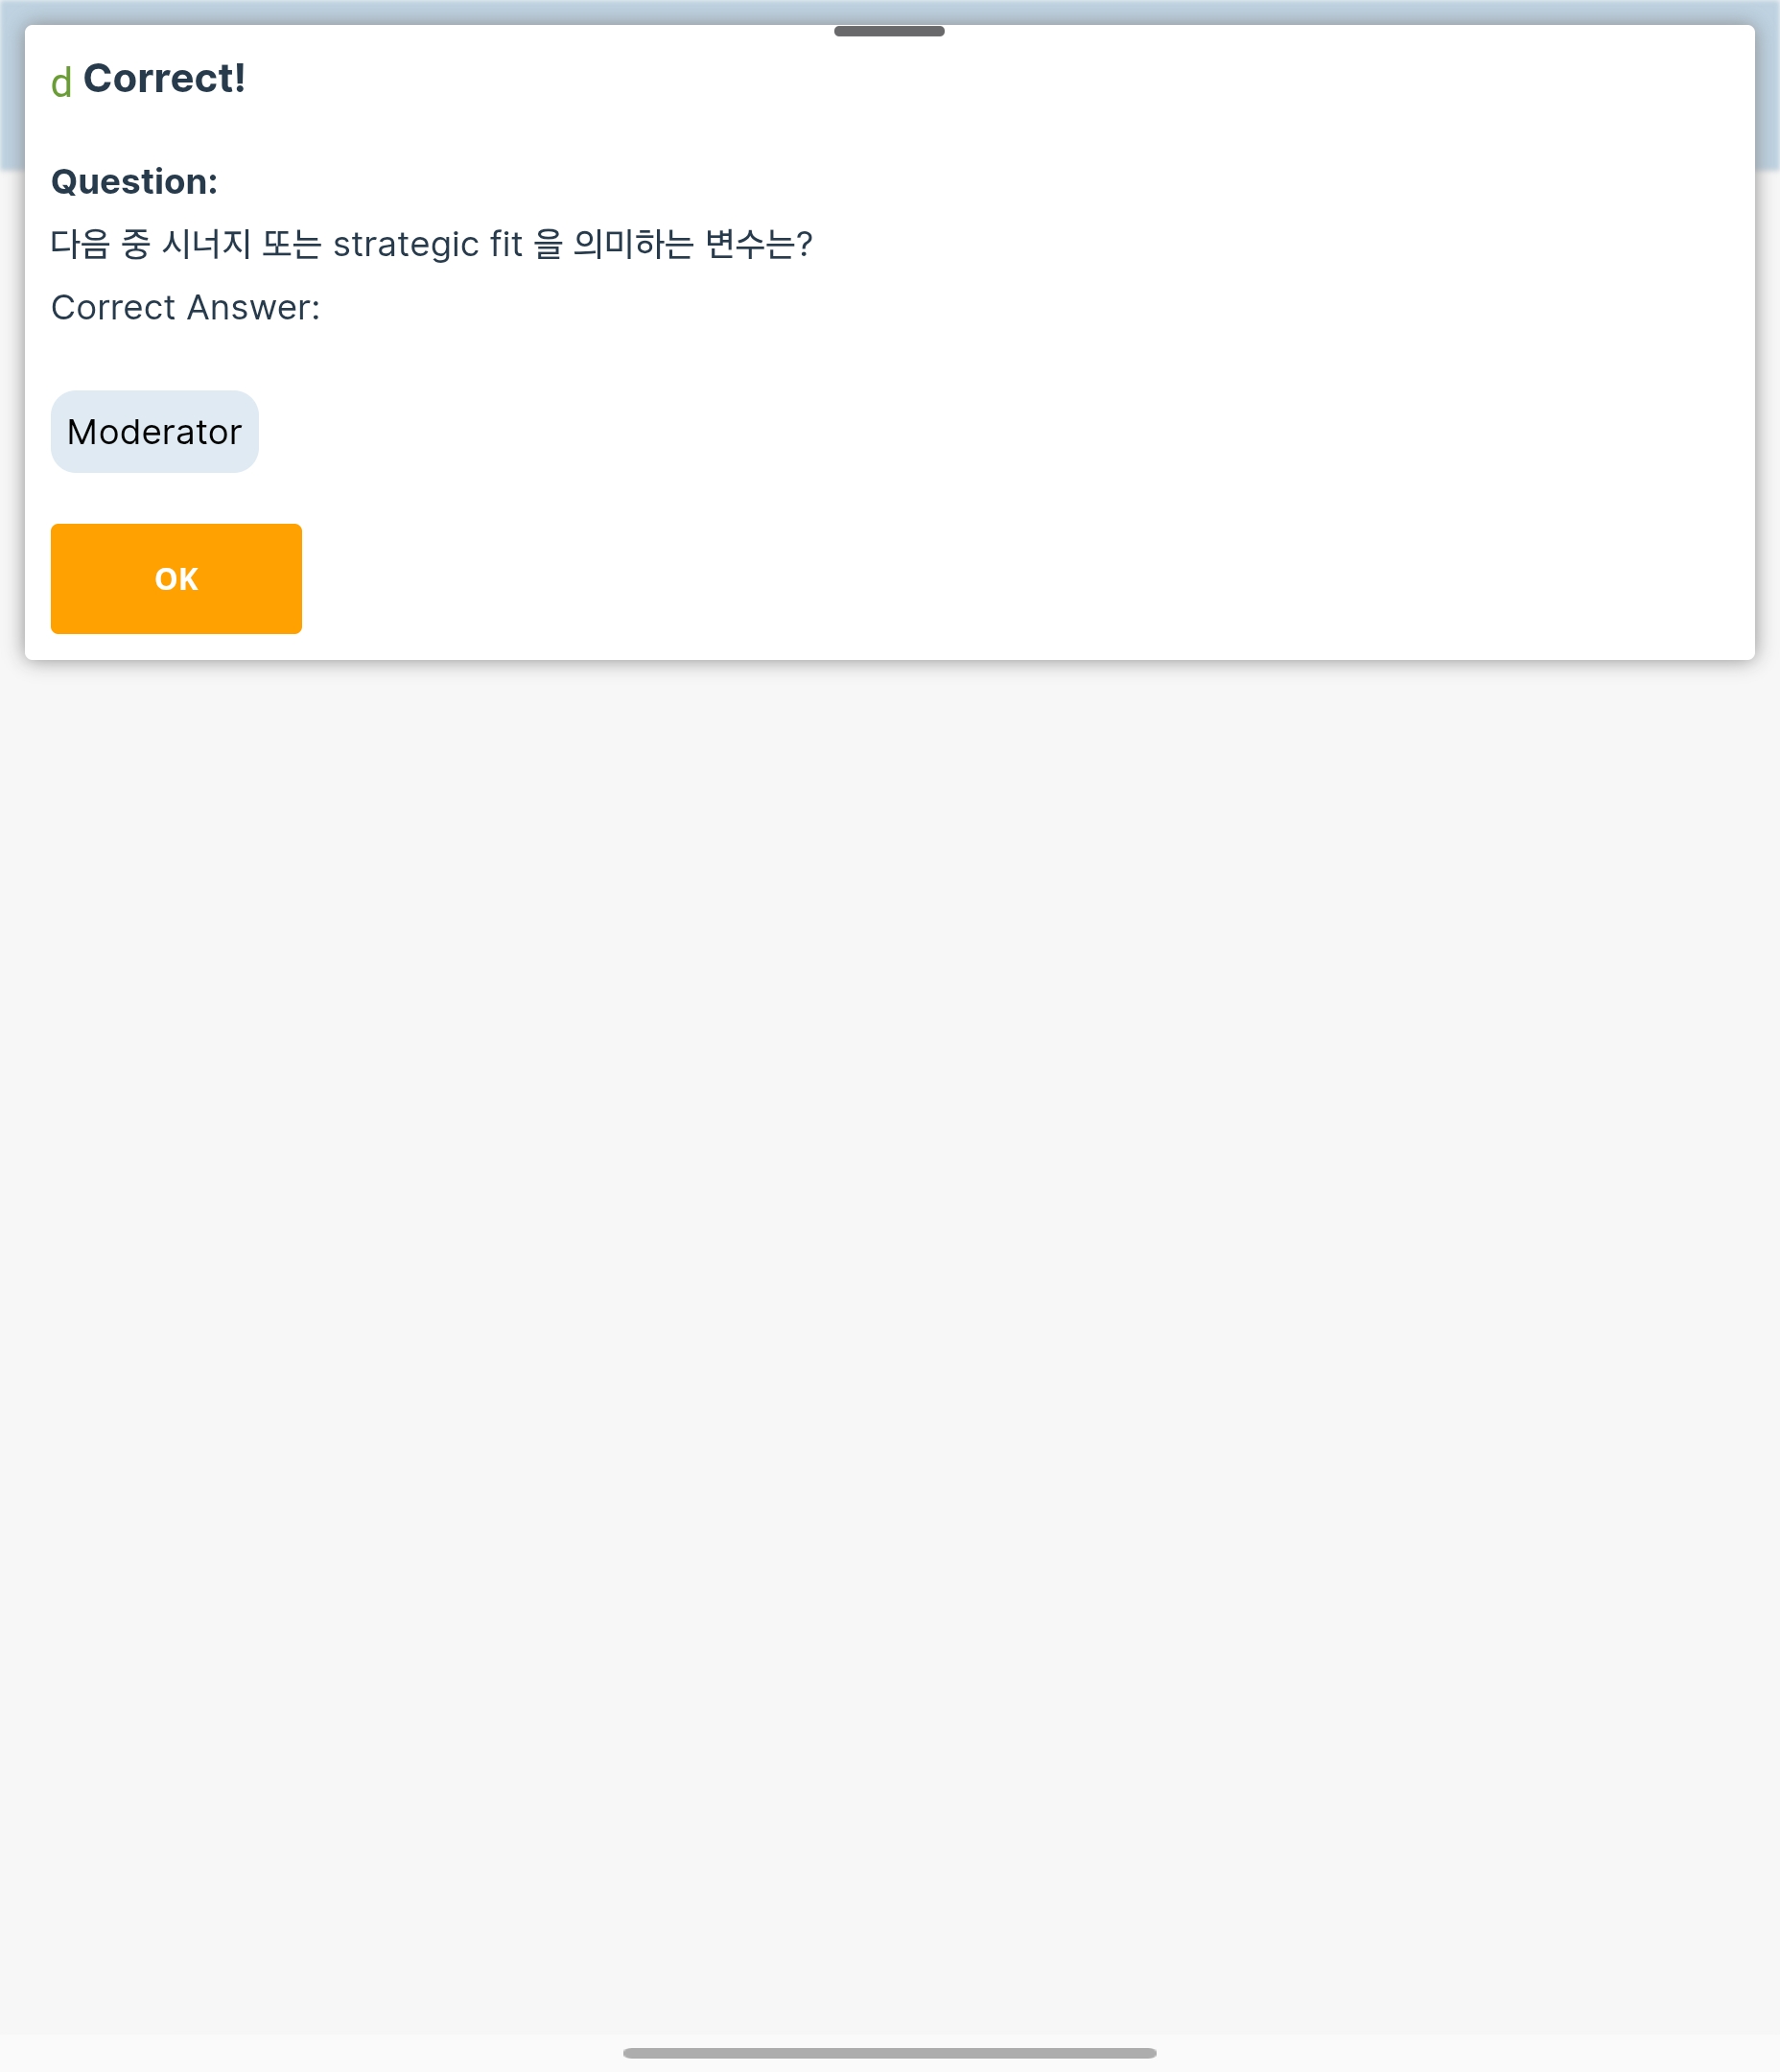 d Correct!
Question:
다음 중 시너지 또는 strategic fit 을 의미하는 변수는?
Correct Answer:
Moderator
OK